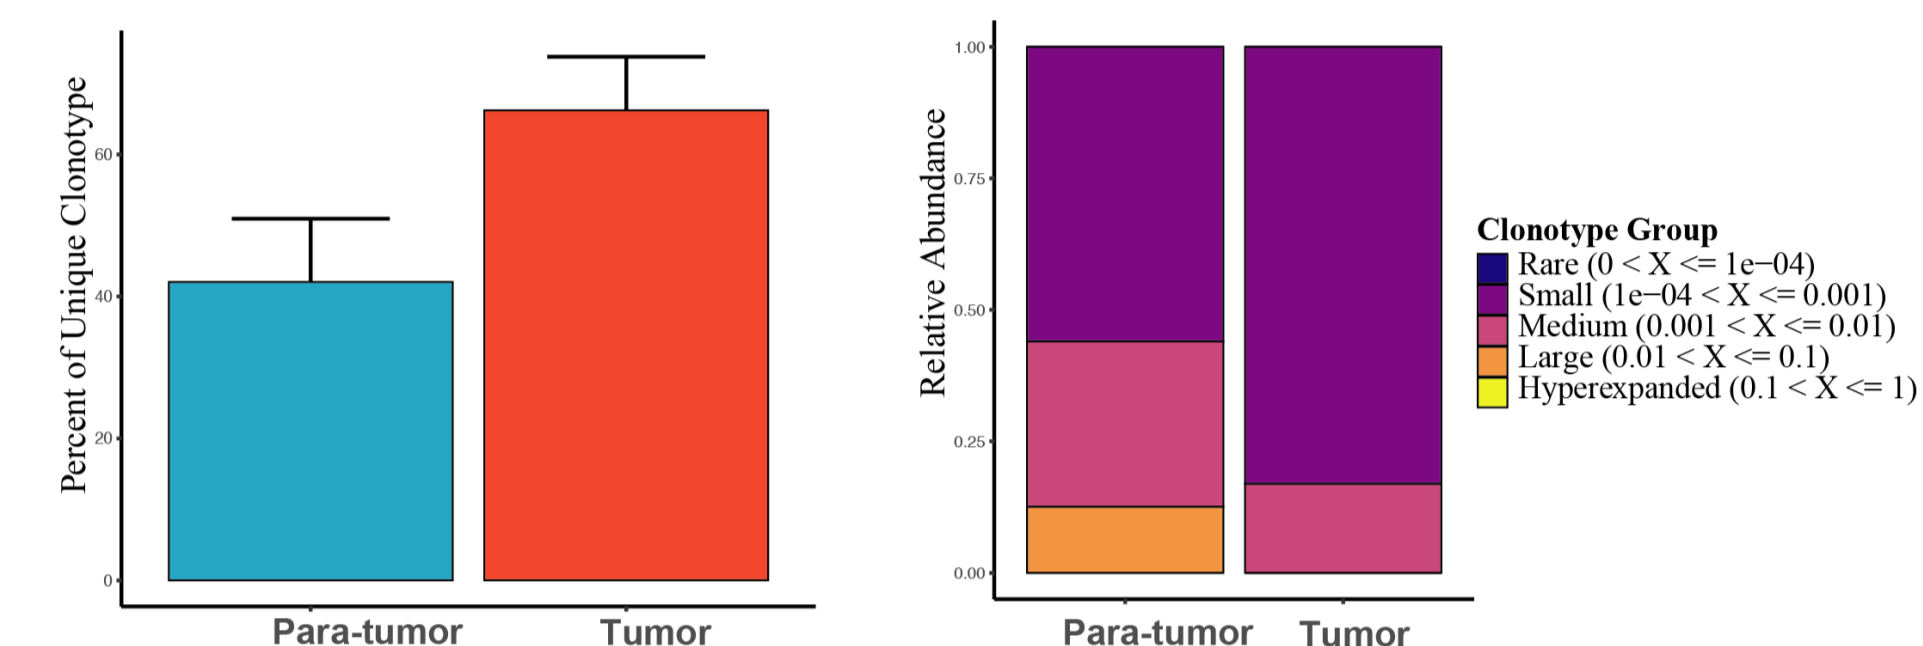 Percent of Unique Clonotype
60
40
20
0
Para-tumor
Tumor
Relative Abundance
1.00
0.75
0.50
0.25
0.00
Para-tumor
Tumor
Clonotype Group
Rare (0 < X <= 1e−04)
Small (1e−04 < X <= 0.001)
Medium (0.001 < X <= 0.01)
Large (0.01 < X <= 0.1)
Hyperexpanded (0.1 < X <= 1)